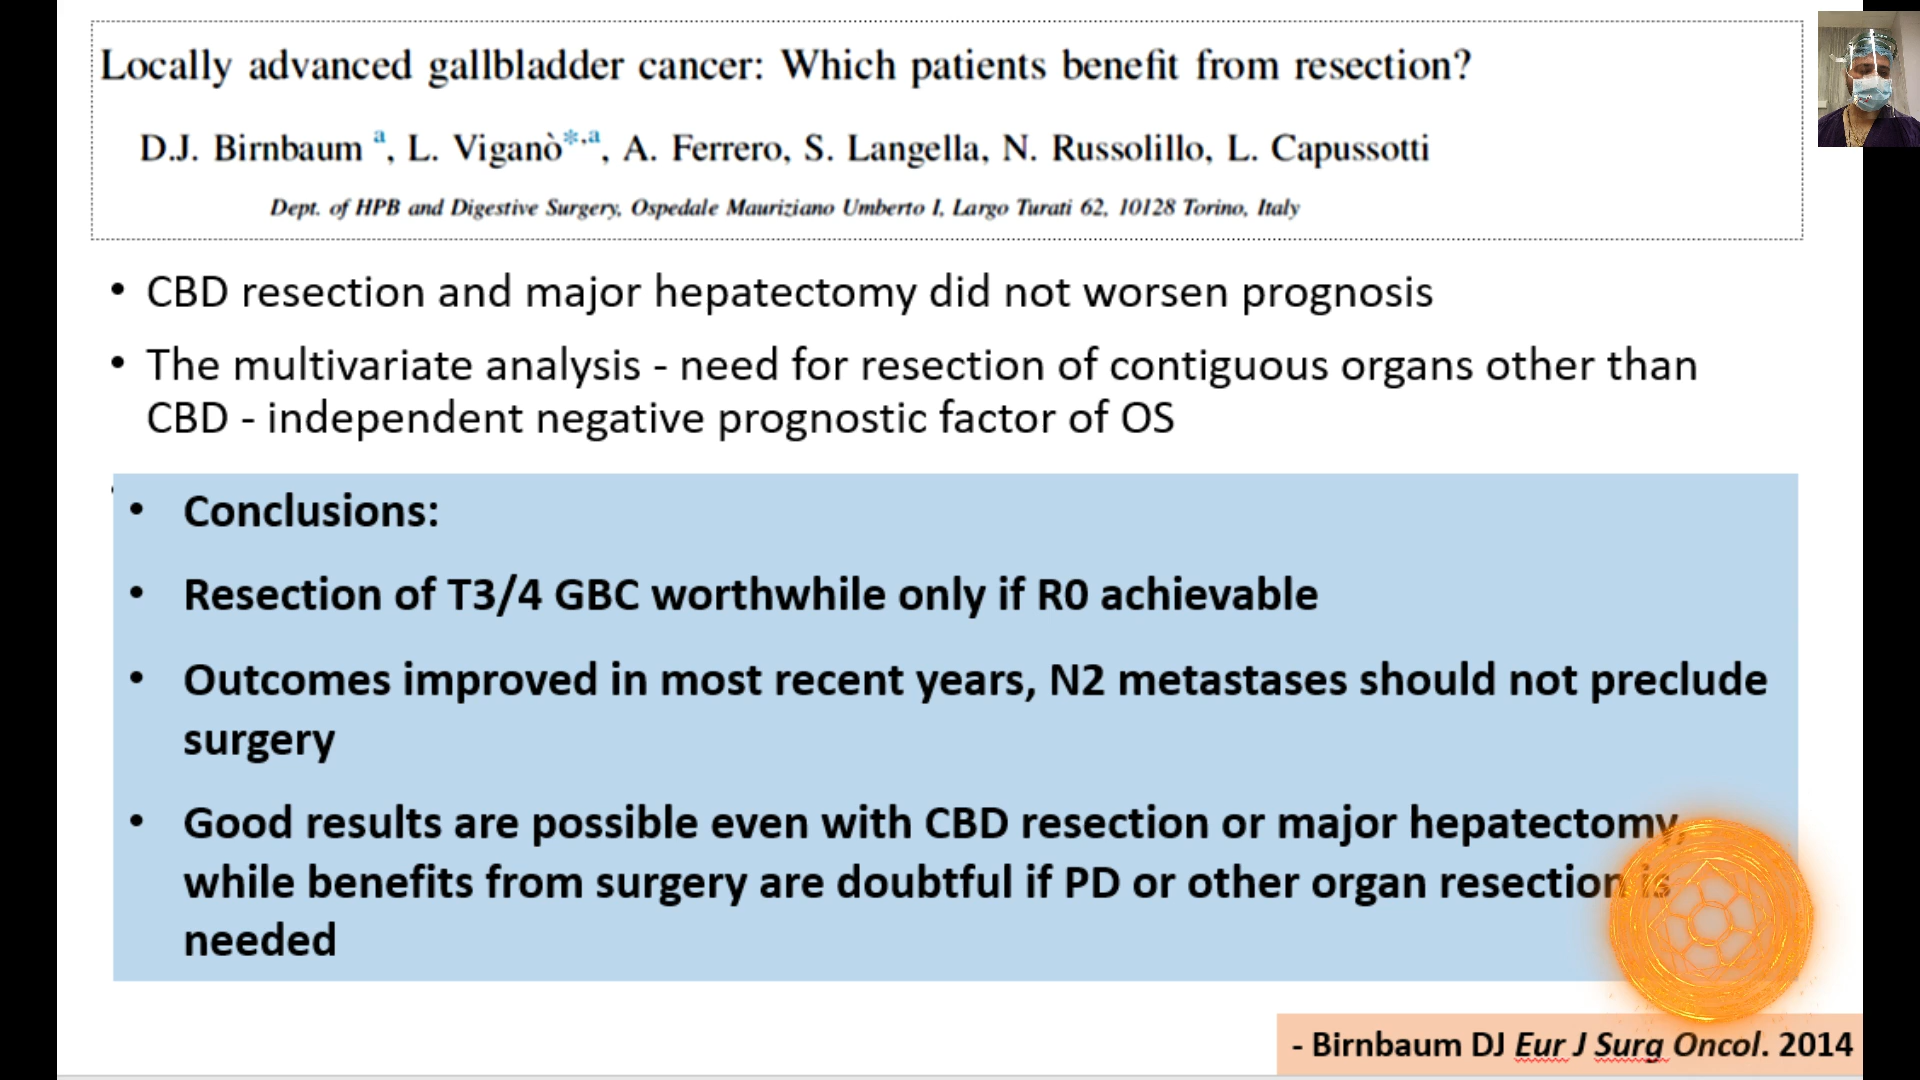 Locally advanced gallbladder cancer: Which patients benefit from resection?
D.J. Birnbaum a, L. Viganò*,a, A. Ferrero, S. Langella, N. Russolillo, L. Capussotti
Dept. of HPB and Digestive Surgery, Ospedale Mauriziano Umberto I, Largo Turati 62, 10128 Torino, Italy
• CBD resection and major hepatectomy did not worsen prognosis
• The multivariate analysis - need for resection of contiguous organs other than
CBD - independent negative prognostic factor of OS
• Conclusions:
• Resection of T3/4 GBC worthwhile only if R0 achievable
• Outcomes improved in most recent years, N2 metastases should not preclude
surgery
• Good results are possible even with CBD resection or major hepatectomy,
while benefits from surgery are doubtful if PD or other organ resection is
needed
- Birnbaum DJ Eur J Surg Oncol. 2014